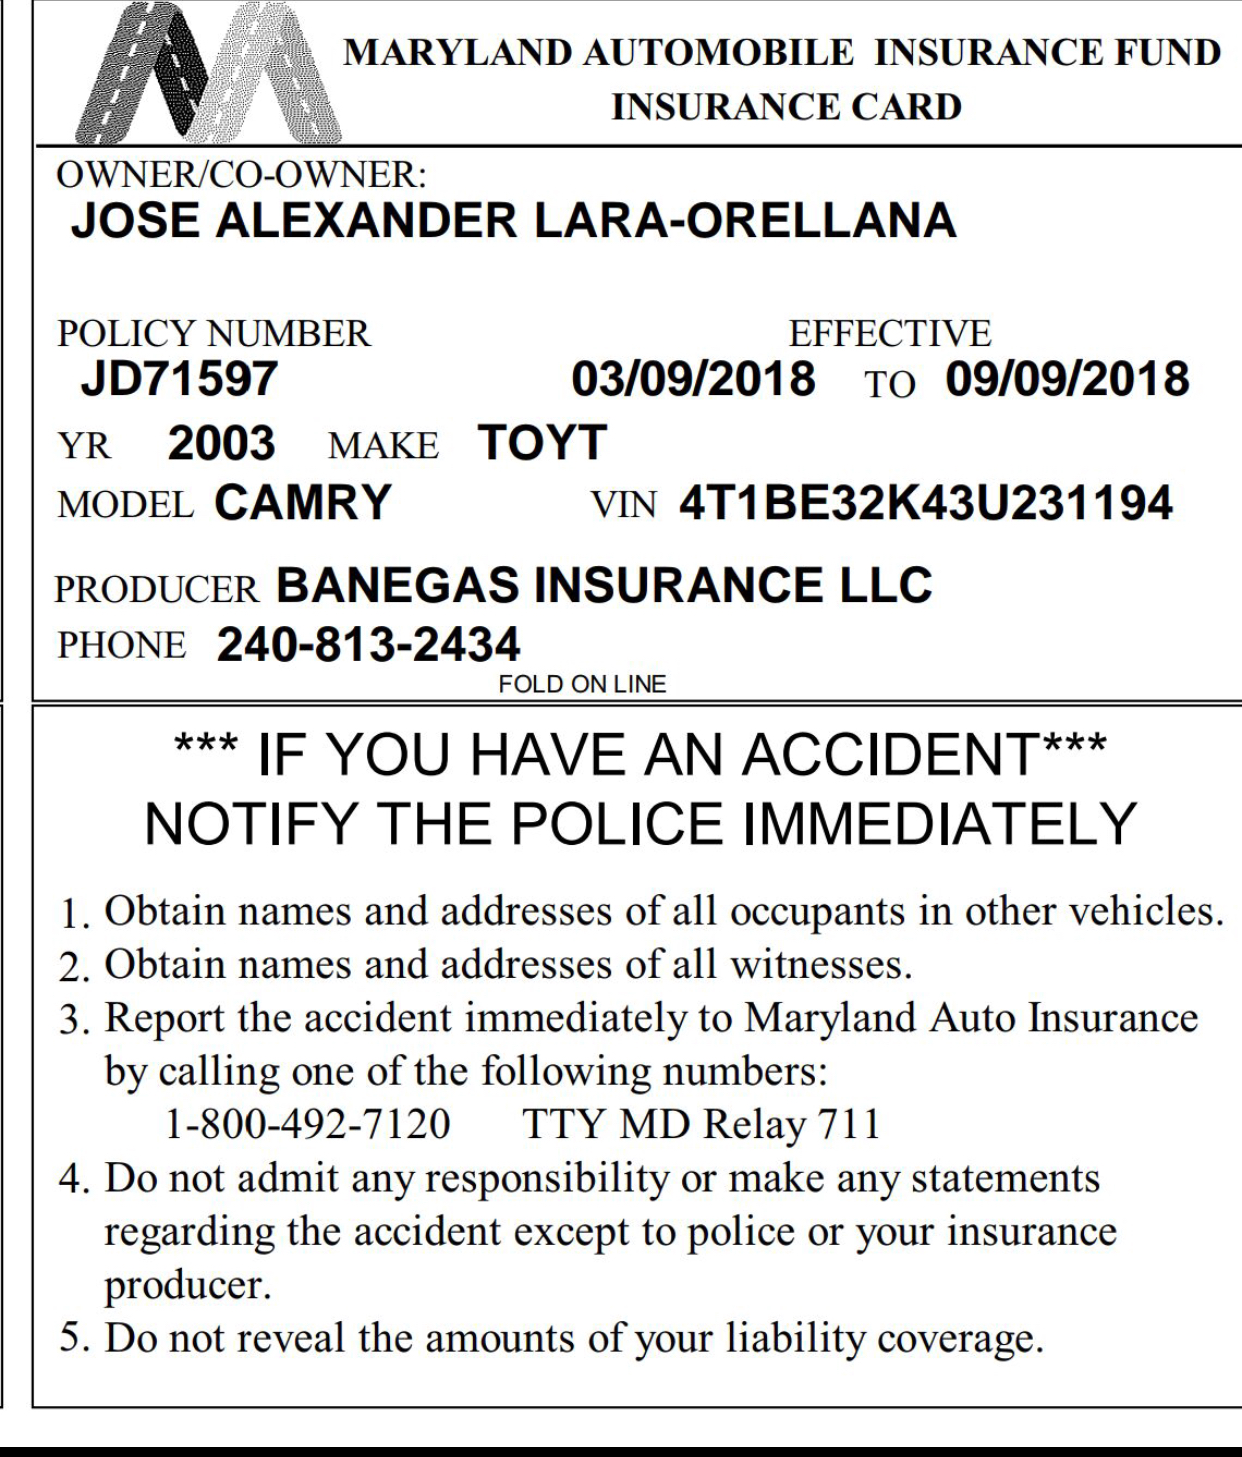 MARYLAND AUTOMOBILE INSURANCE FUND
INSURANCE CARD
OWNER/CO-OWNER:
JOSE ALEXANDER LARA-ORELLANA
POLICY NUMBER EFFECTIVE
JD71597 03/09/2018 TO 09/09/2018
YR 2003 MAKE TOYT
MODEL CAMRY VIN 4T1BE32K43U231194
PRODUCER BANEGAS INSURANCE LLC
PHONE 240-813-2434
FOLD ON LINE
*** IF YOU HAVE AN ACCIDENT***
NOTIFY THE POLICE IMMEDIATELY
1. Obtain names and addresses of all occupants in other vehicles.
2. Obtain names and addresses of all witnesses.
3. Report the accident immediately to Maryland Auto Insurance
by calling one of the following numbers:
1-800-492-7120 TTY MD Relay 711
4. Do not admit any responsibility or make any statements
regarding the accident except to police or your insurance
producer.
5. Do not reveal the amounts of your liability coverage.